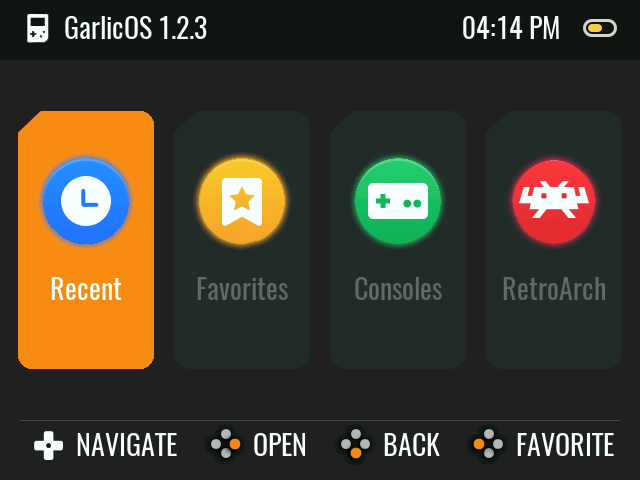 GarlicOS 1.2.3 04:14 PM
Recent Favorites Consoles RetroArch
NAVIGATE OPEN BACK FAVORITE